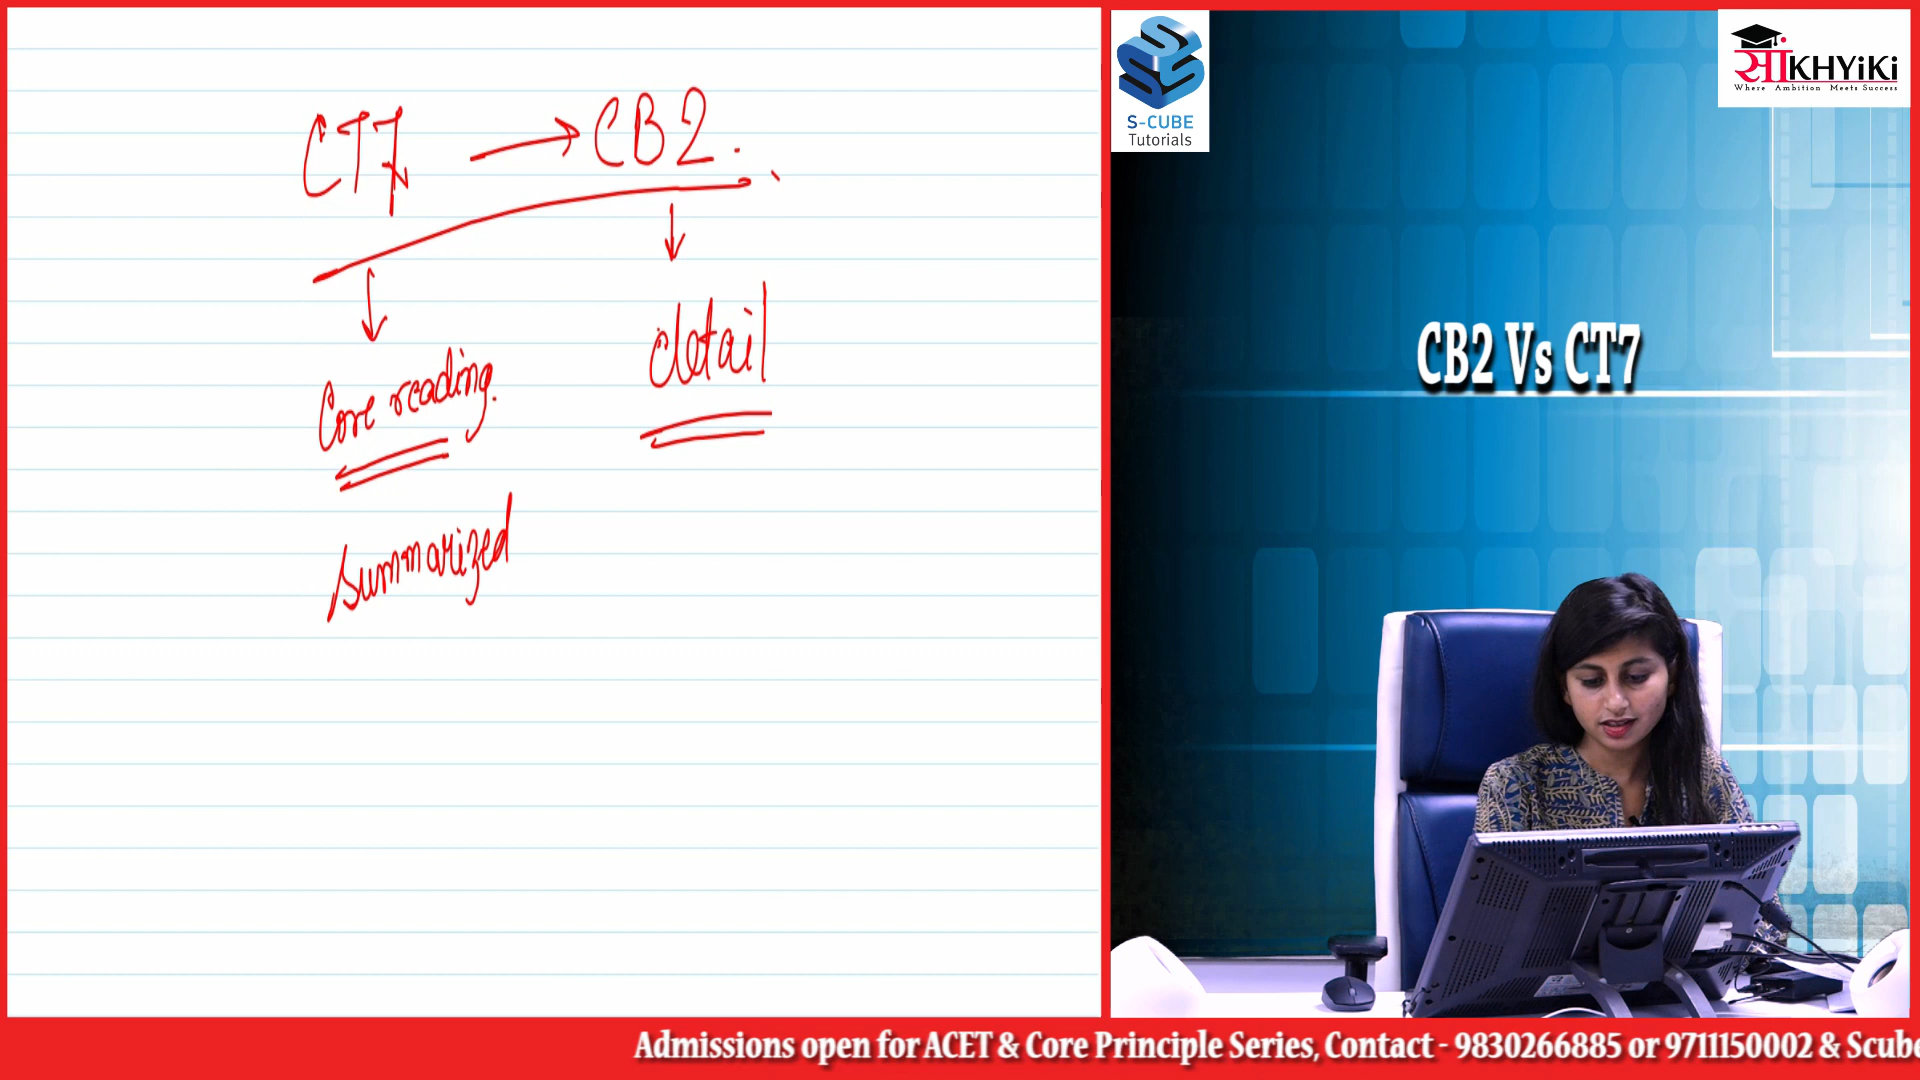 CT7 → CB2.
Core reading.
detail
summarized
S-CUBE
Tutorials
सांKHYiKi
Where Ambition Meets Success
CB2 Vs CT7
Admissions open for ACET & Core Principle Series, Contact - 9830266885 or 9711150002 & Scube